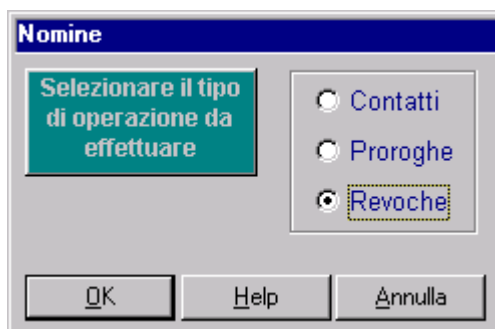 Nomine
Selezionare il tipo
di operazione da
effettuare
Contatti
Proroghe
Revoche
OK
Help
Annulla